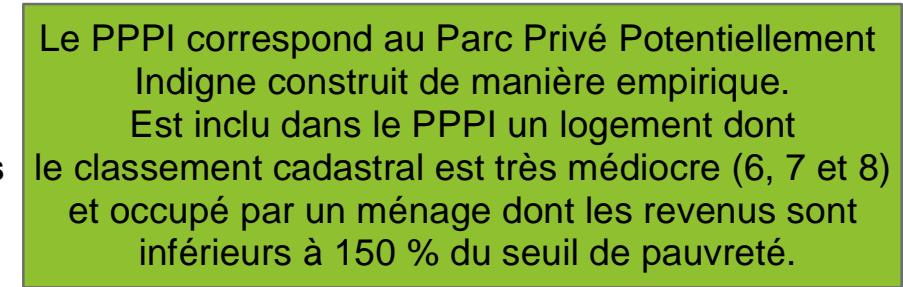 Le PPPI correspond au Parc Privé Potentiellement
Indigne construit de manière empirique.
Est inclu dans le PPPI un logement dont
s le classement cadastral est très médiocre (6, 7 et 8)
et occupé par un ménage dont les revenus sont
inférieurs à 150 % du seuil de pauvreté.